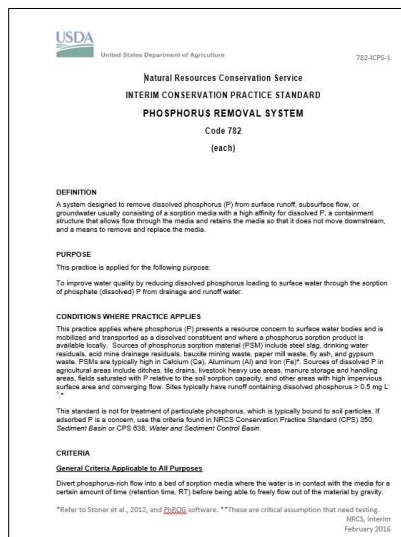 USDA
United States Department of Agriculture
782-ICPS-1
Natural Resources Conservation Service
INTERIM CONSERVATION PRACTICE STANDARD
PHOSPHORUS REMOVAL SYSTEM
Code 782
(each)
DEFINITION
A system designed to remove dissolved phosphorus (P) from surface runoff, subsurface flow, or
groundwater usually consisting of a sorption media with a high affinity for dissolved P, a containment
structure that allows flow through the media and retains the media so that it does not move downstream,
and a means to remove and replace the media.
PURPOSE
This practice is applied for the following purpose:
To improve water quality by reducing dissolved phosphorus loading to surface water through the sorption
of phosphate (dissolved) P from drainage and runoff water.
CONDITIONS WHERE PRACTICE APPLIES
This practice applies where phosphorus (P) presents a resource concern to surface water bodies and is
mobilized and transported as a dissolved constituent and where a phosphorus sorption product is
available locally. Sources of phosphorus sorption material (PSM) include steel slag, drinking water
residuals, acid mine drainage residuals, bauxite mining waste, paper mill waste, fly ash, and gypsum
waste. PSMs are typically high in Calcium (Ca), Aluminum (Al) and Iron (Fe)*. Sources of dissolved P in
agricultural areas include ditches, tile drains, livestock heavy use areas, manure storage and handling
areas, fields saturated with P relative to the soil sorption capacity, and other areas with high impervious
surface area and converging flow. Sites typically have runoff containing dissolved phosphorus > 0.5 mg L-
1.*
This standard is not for treatment of particulate phosphorus, which is typically bound to soil particles. If
adsorbed P is a concern, use the criteria found in NRCS Conservation Practice Standard (CPS) 350,
Sediment Basin or CPS 638, Water and Sediment Control Basin.
CRITERIA
General Criteria Applicable to All Purposes
Divert phosphorus-rich flow into a bed of sorption media where the water is in contact with the media for a
certain amount of time (retention time, RT) before being able to freely flow out of the material by gravity.
*Refer to Stoner et al., 2012, and PhROG software. **These are critical assumption that need testing.
NRCS, Interim
February 2016